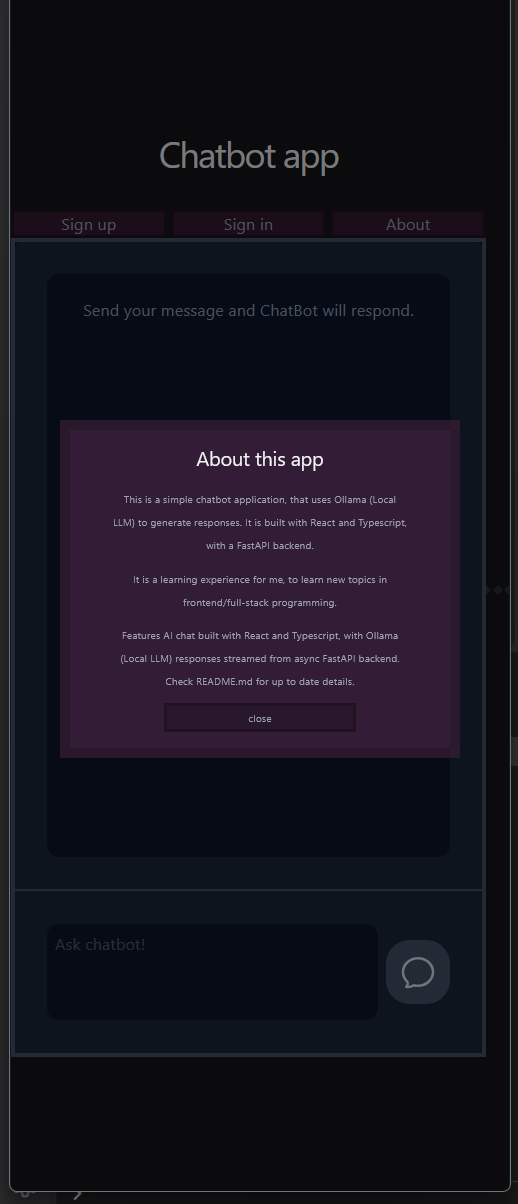 Chatbot app
Sign up
Sign in
About
Send your message and ChatBot will respond.
About this app
This is a simple chatbot application, that uses Ollama (Local
LLM) to generate responses. It is built with React and Typescript,
with a FastAPI backend.
It is a learning experience for me, to learn new topics in
frontend/full-stack programming.
Features AI chat built with React and Typescript, with Ollama
(Local LLM) responses streamed from async FastAPI backend.
Check README.md for up to date details.
close
Ask chatbot!